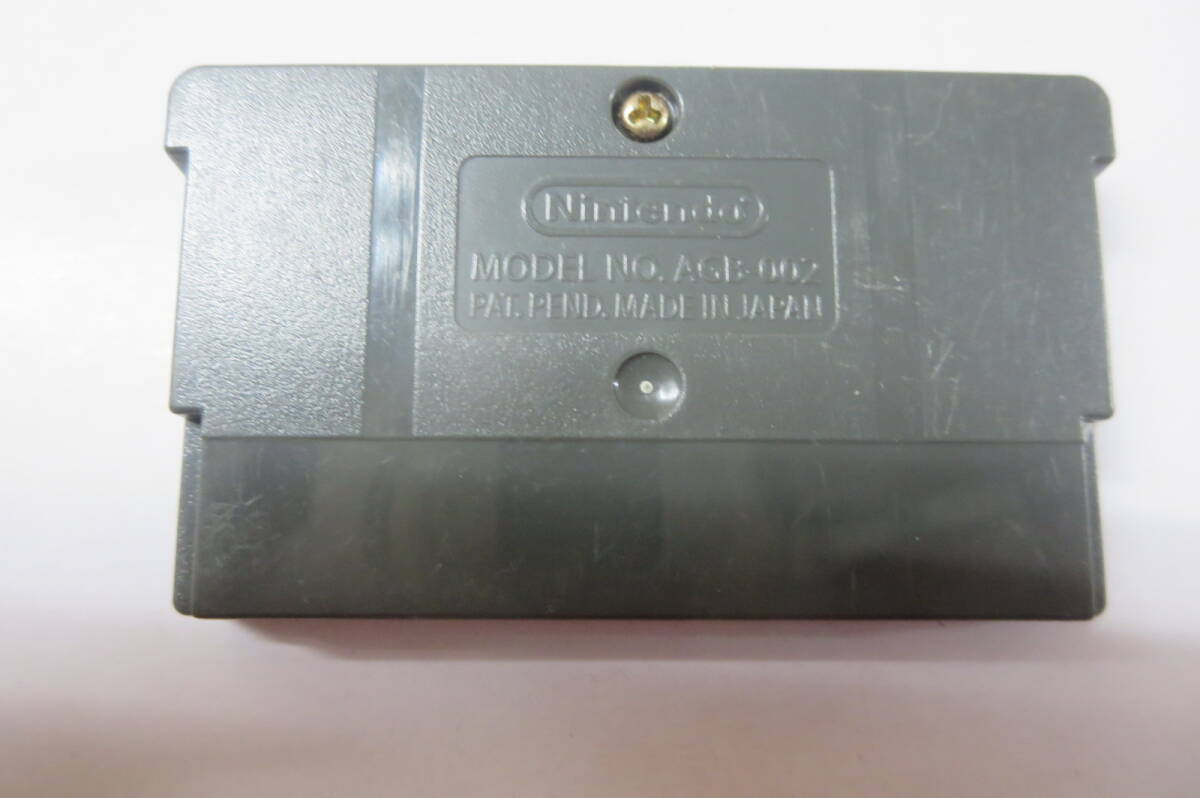 Nintendo
MODEL NO. AGB-002
PAT. PEND. MADE IN JAPAN